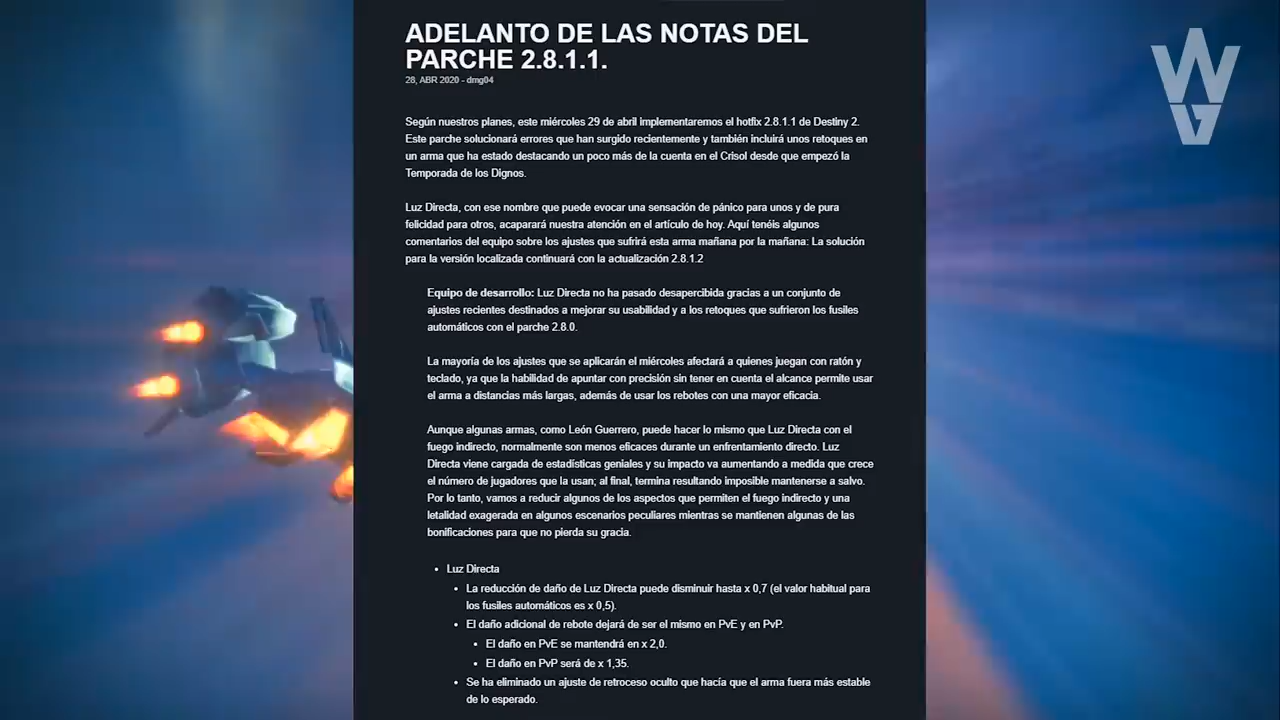 ADELANTO DE LAS NOTAS DEL
PARCHE 2.8.1.1.
28, ABR 2020 - dmg04
Según nuestros planes, este miércoles 29 de abril implementaremos el hotfix 2.8.1.1 de Destiny 2.
Este parche solucionará errores que han surgido recientemente y también incluirá unos retoques en
un arma que ha estado destacando un poco más de la cuenta en el Crisol desde que empezó la
Temporada de los Dignos.
Luz Directa, con ese nombre que puede evocar una sensación de pánico para unos y de pura
felicidad para otros, acaparará nuestra atención en el artículo de hoy. Aquí tenéis algunos
comentarios del equipo sobre los ajustes que sufrirá esta arma mañana por la mañana: La solución
para la versión localizada continuará con la actualización 2.8.1.2
Equipo de desarrollo: Luz Directa no ha pasado desapercibida gracias a un conjunto de
ajustes recientes destinados a mejorar su usabilidad y a los retoques que sufrieron los fusiles
automáticos con el parche 2.8.0.
La mayoría de los ajustes que se aplicarán el miércoles afectará a quienes juegan con ratón y
teclado, ya que la habilidad de apuntar con precisión sin tener en cuenta el alcance permite usar
el arma a distancias más largas, además de usar los rebotes con una mayor eficacia.
Aunque algunas armas, como León Guerrero, puede hacer lo mismo que Luz Directa con el
fuego indirecto, normalmente son menos eficaces durante un enfrentamiento directo. Luz
Directa viene cargada de estadísticas geniales y su impacto va aumentando a medida que crece
el número de jugadores que la usan; al final, termina resultando imposible mantenerse a salvo.
Por lo tanto, vamos a reducir algunos de los aspectos que permiten el fuego indirecto y una
letalidad exagerada en algunos escenarios peculiares mientras se mantienen algunas de las
bonificaciones para que no pierda su gracia.
• Luz Directa
• La reducción de daño de Luz Directa puede disminuir hasta x 0,7 (el valor habitual para
los fusiles automáticos es x 0,5).
• El daño adicional de rebote dejará de ser el mismo en PvE y en PvP.
• El daño en PvE se mantendrá en x 2,0.
• El daño en PvP será de x 1,35.
• Se ha eliminado un ajuste de retroceso oculto que hacía que el arma fuera más estable
de lo esperado.
WG